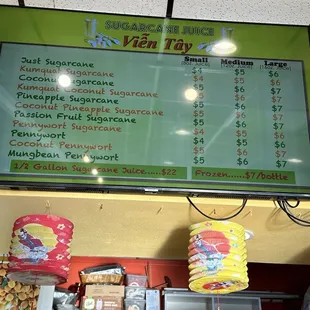 SUGARCANE JUICE
Viễn Tây
Small Medium Large
Just Sugarcane $4 $5 $6
Kumquat Sugarcane $4 $5 $6
Coconut Sugarcane $5 $6 $7
Kumquat Coconut Sugarcane $5 $6 $7
Pineapple Sugarcane $5 $6 $7
Coconut Pineapple Sugarcane $5 $6 $7
Passion Fruit Sugarcane $5 $6 $7
Pennywort Sugarcane $4 $5 $6
Pennywort $4 $5 $6
Coconut Pennywort $5 $6 $7
Mungbean Pennywort $5 $6 $7
1/2 Gallon Sugarcane Juice......$22
Frozen......$7/bottle